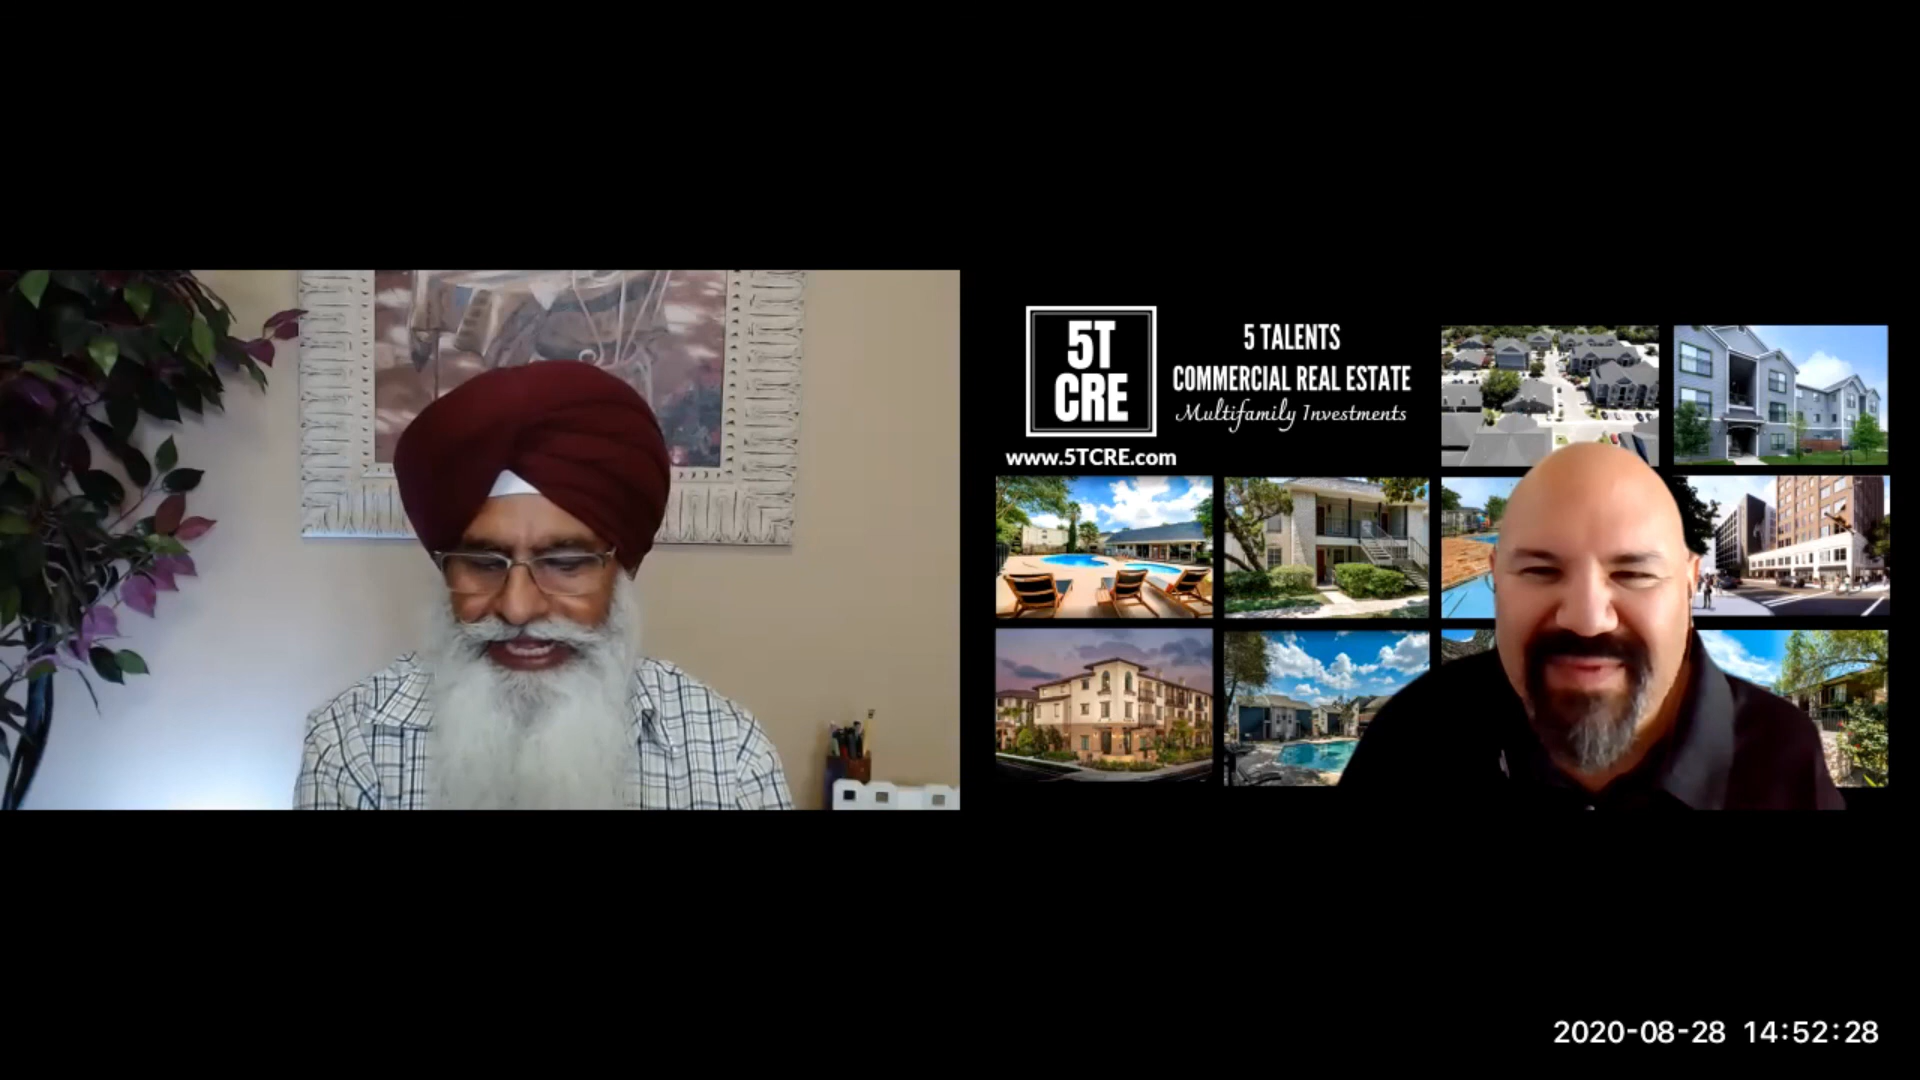 5T
CRE
5 TALENTS
COMMERCIAL REAL ESTATE
Multifamily Investments
www.5TCRE.com
2020-08-28 14:52:28